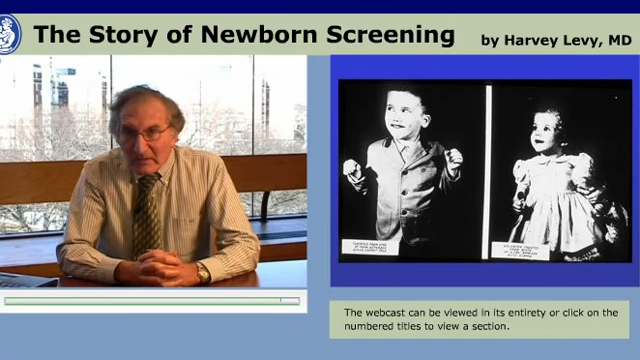 The Story of Newborn Screening
by Harvey Levy, MD
The webcast can be viewed in its entirety or click on the
numbered titles to view a section.